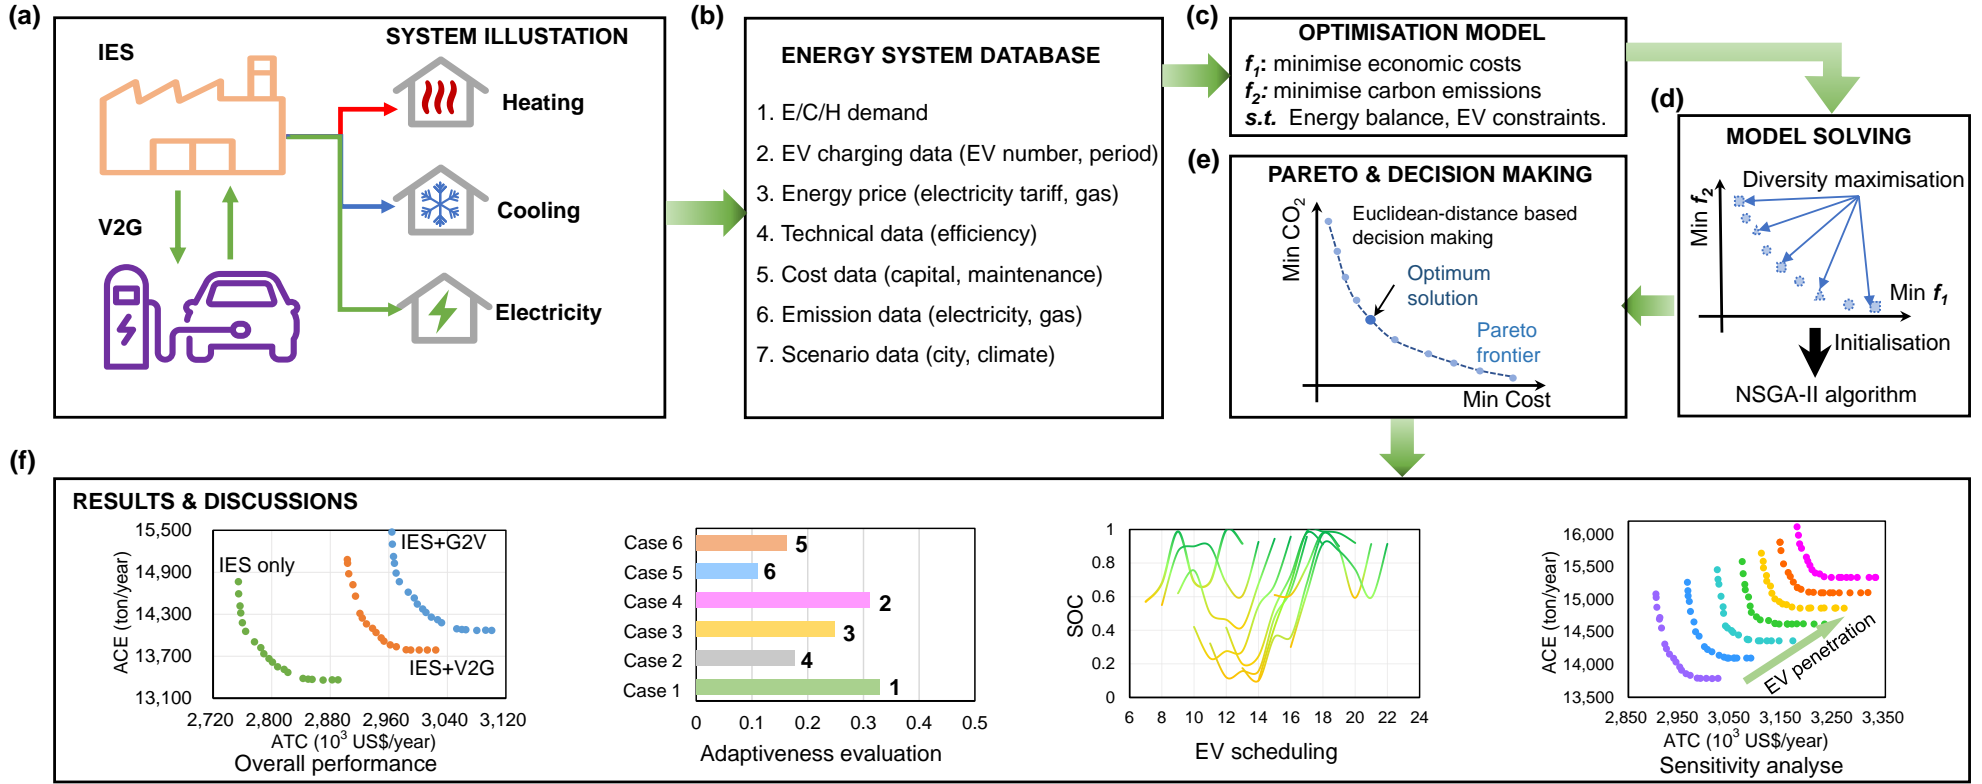 (a)
SYSTEM ILLUSTATION
IES
Heating
Cooling
V2G
Electricity
(b)
ENERGY SYSTEM DATABASE
1. E/C/H demand
2. EV charging data (EV number, period)
3. Energy price (electricity tariff, gas)
4. Technical data (efficiency)
5. Cost data (capital, maintenance)
6. Emission data (electricity, gas)
7. Scenario data (city, climate)
(c)
OPTIMISATION MODEL
f1: minimise economic costs
f2: minimise carbon emissions
s.t. Energy balance, EV constraints.
(d)
MODEL SOLVING
Diversity maximisation
Min f2
Min f1
Initialisation
NSGA-II algorithm
(e)
PARETO & DECISION MAKING
Min CO2
Euclidean-distance based
decision making
Optimum
solution
Pareto
frontier
Min Cost
(f)
RESULTS & DISCUSSIONS
ACE (ton/year)
15,500
14,900
14,300
13,700
13,100
IES+G2V
IES only
IES+V2G
2,720
2,800
2,880
2,960
3,040
3,120
ATC (10³ US$/year)
Overall performance
Case 6
5
Case 5
6
Case 4
2
Case 3
3
Case 2
4
Case 1
1
0
0.1
0.2
0.3
0.4
0.5
Adaptiveness evaluation
SOC
1
0.8
0.6
0.4
0.2
0
6
8
10
12
14
16
18
20
22
24
EV scheduling
ACE (ton/year)
16,000
15,500
15,000
14,500
14,000
13,500
EV penetration
2,850
2,950
3,050
3,150
3,250
3,350
ATC (10³ US$/year)
Sensitivity analyse